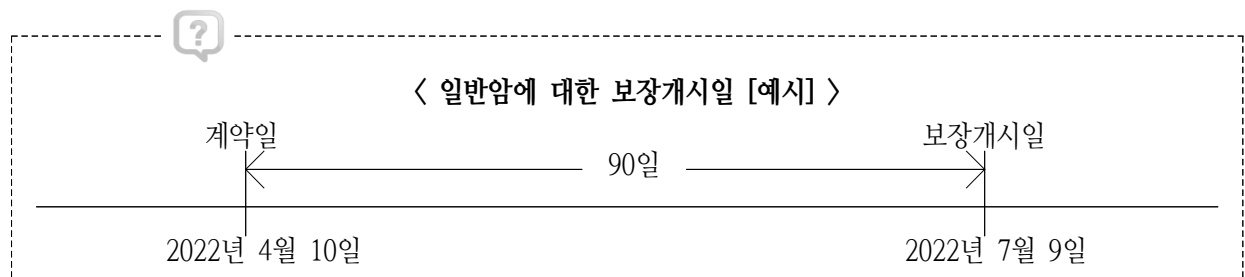 ?
< 일반암에 대한 보장개시일 [예시] >
계약일 보장개시일
90일
2022년 4월 10일 2022년 7월 9일